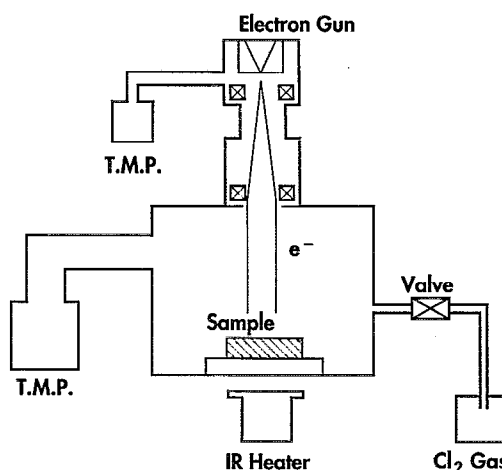 Electron Gun
T.M.P.
e⁻
Valve
Sample
T.M.P.
IR Heater
Cl₂ Gas